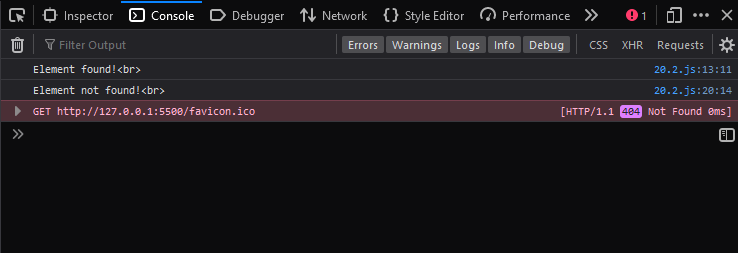 Inspector Console Debugger Network Style Editor Performance 1
Filter Output Errors Warnings Logs Info Debug CSS XHR Requests
Element found!<br> 20.2.js:13:11
Element not found!<br> 20.2.js:20:14
GET http://127.0.0.1:5500/favicon.ico [HTTP/1.1 404 Not Found 0ms]